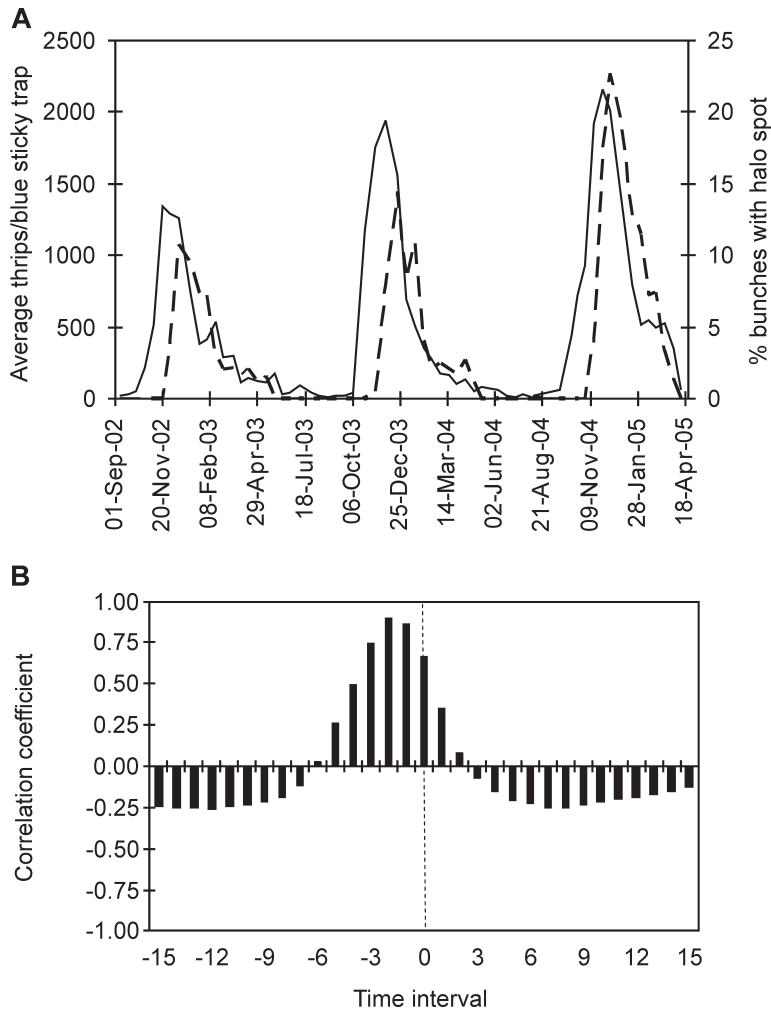 A
2500
2000
1500
1000
500
0
Average thrips/blue sticky trap
25
20
15
10
5
0
% bunches with halo spot
01-Sep-02
20-Nov-02
08-Feb-03
29-Apr-03
18-Jul-03
06-Oct-03
25-Dec-03
14-Mar-04
02-Jun-04
21-Aug-04
09-Nov-04
28-Jan-05
18-Apr-05
B
1.00
0.75
0.50
0.25
0.00
-0.25
-0.50
-0.75
-1.00
Correlation coefficient
-15 -12 -9 -6 -3 0 3 6 9 12 15
Time interval